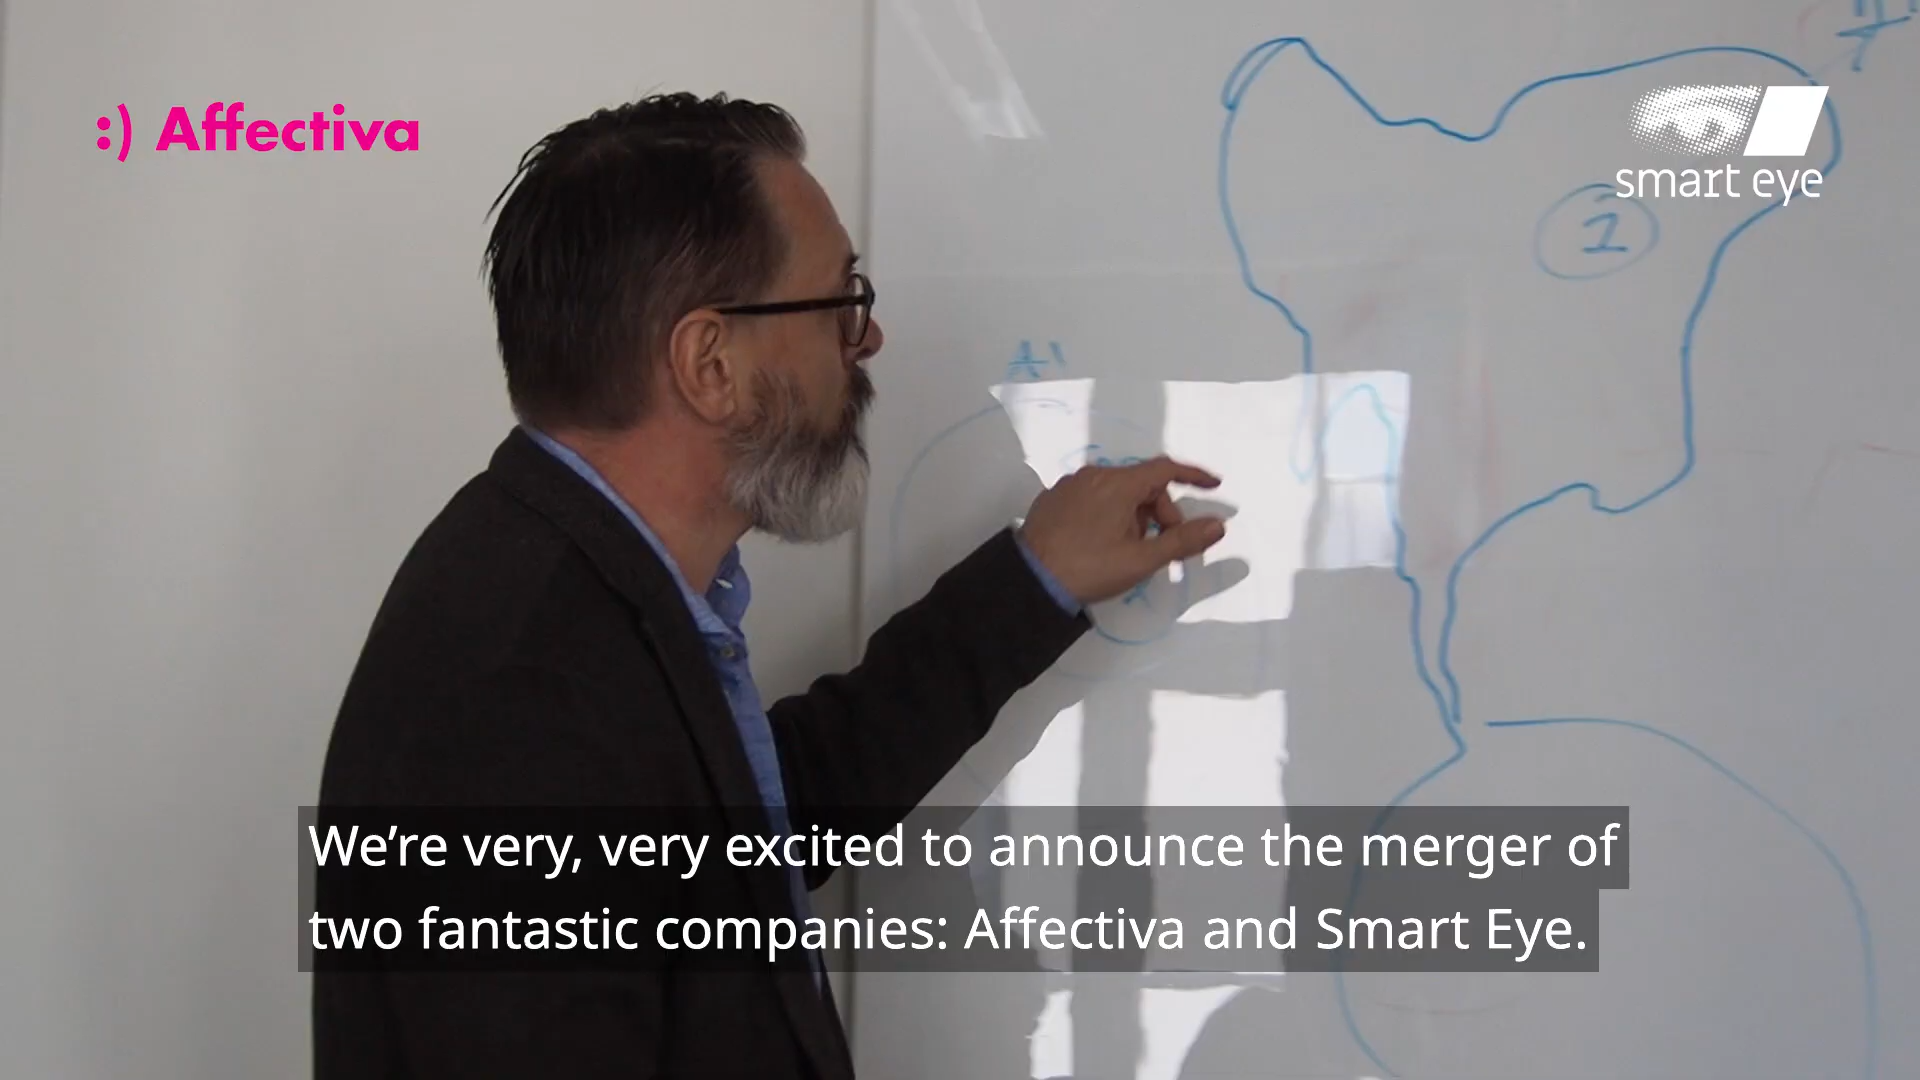 :) Affectiva
smart eye
1
A1
We’re very, very excited to announce the merger of
two fantastic companies: Affectiva and Smart Eye.